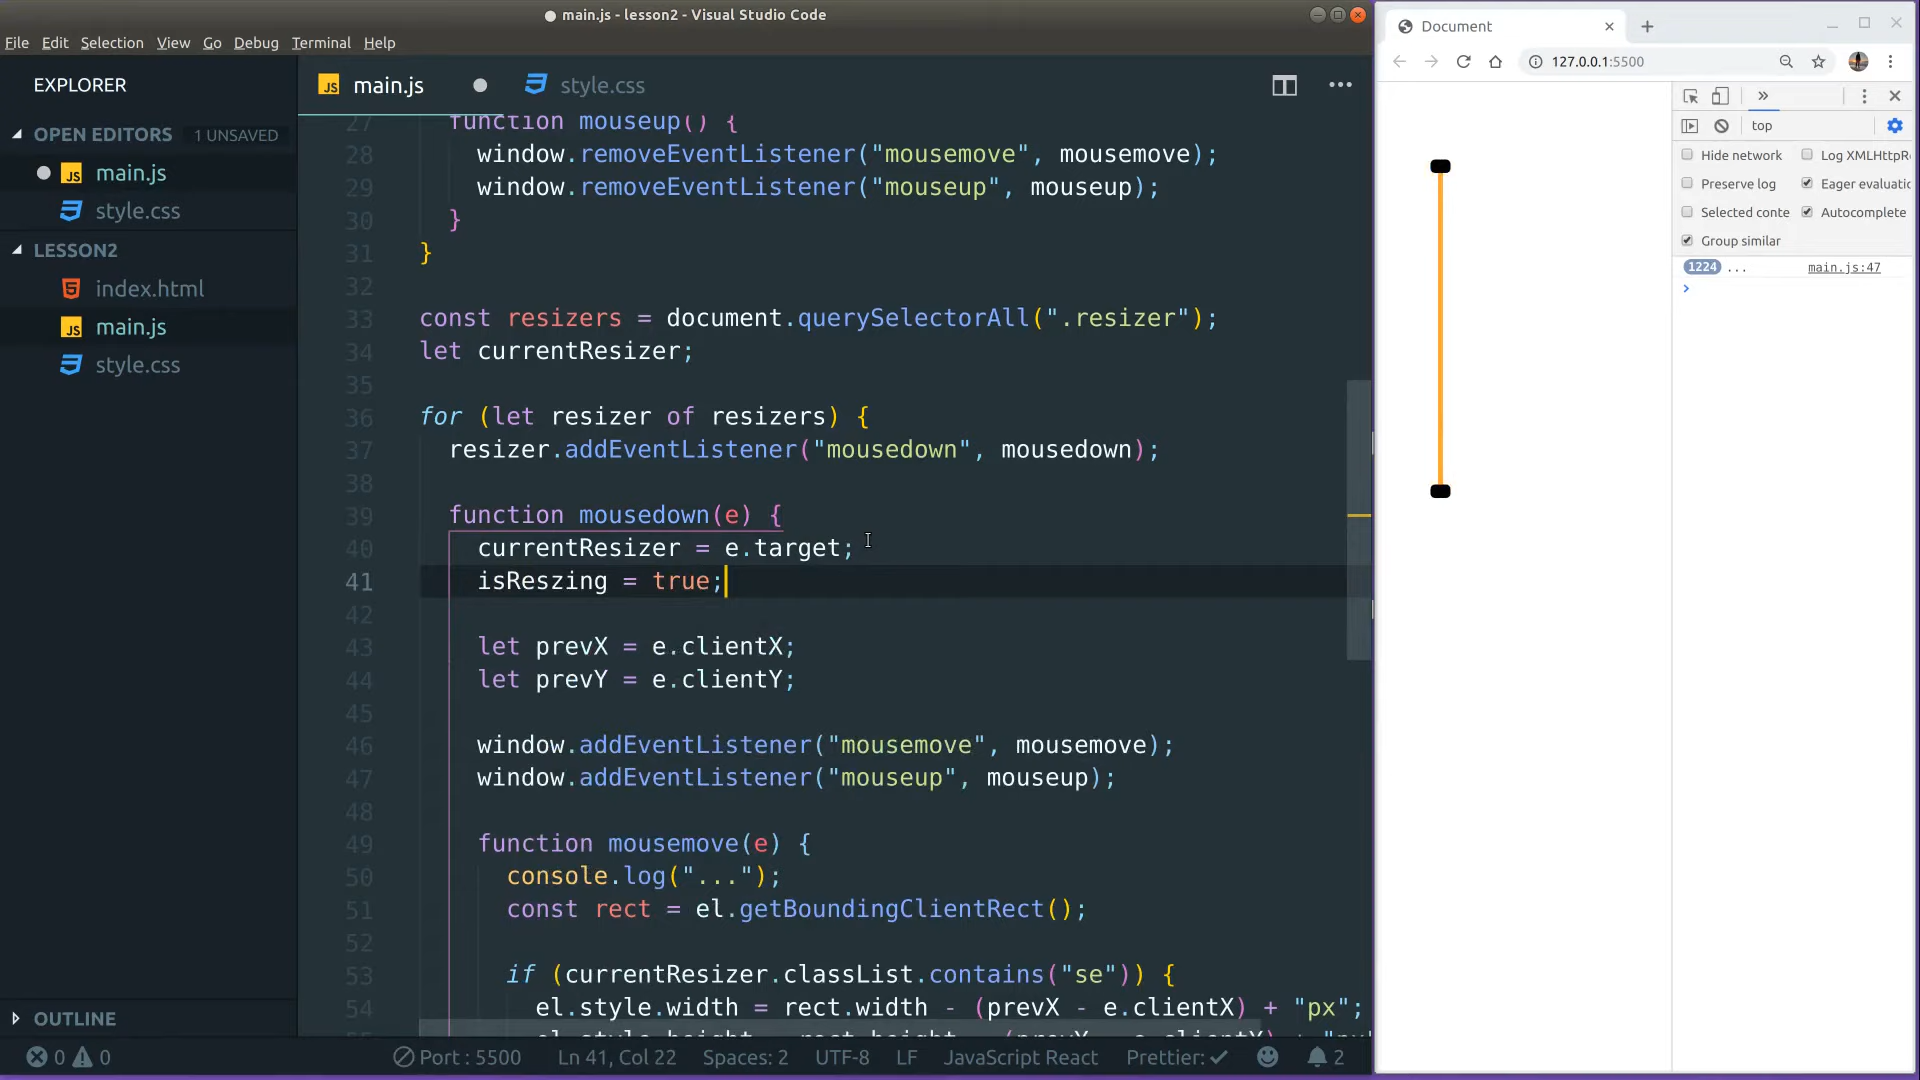 main.js - lesson2 - Visual Studio Code
File Edit Selection View Go Debug Terminal Help
EXPLORER
OPEN EDITORS 1 UNSAVED
JS main.js
style.css
LESSON2
index.html
JS main.js
style.css
OUTLINE
JS main.js
style.css
27 function mouseup() {
28 window.removeEventListener("mousemove", mousemove);
29 window.removeEventListener("mouseup", mouseup);
30 }
31 }
32
33 const resizers = document.querySelectorAll(".resizer");
34 let currentResizer;
35
36 for (let resizer of resizers) {
37 resizer.addEventListener("mousedown", mousedown);
38
39 function mousedown(e) {
40 currentResizer = e.target;
41 isReszing = true;
42
43 let prevX = e.clientX;
44 let prevY = e.clientY;
45
46 window.addEventListener("mousemove", mousemove);
47 window.addEventListener("mouseup", mouseup);
48
49 function mousemove(e) {
50 console.log("...");
51 const rect = el.getBoundingClientRect();
52
53 if (currentResizer.classList.contains("se")) {
54 el.style.width = rect.width - (prevX - e.clientX) + "px";
0 0 Port : 5500 Ln 41, Col 22 Spaces: 2 UTF-8 LF JavaScript React Prettier: ✓ 2
Document
127.0.0.1:5500
top
Hide network Log XMLHttpR
Preserve log Eager evaluati
Selected conte Autocomplete
Group similar
1224 ... main.js:47